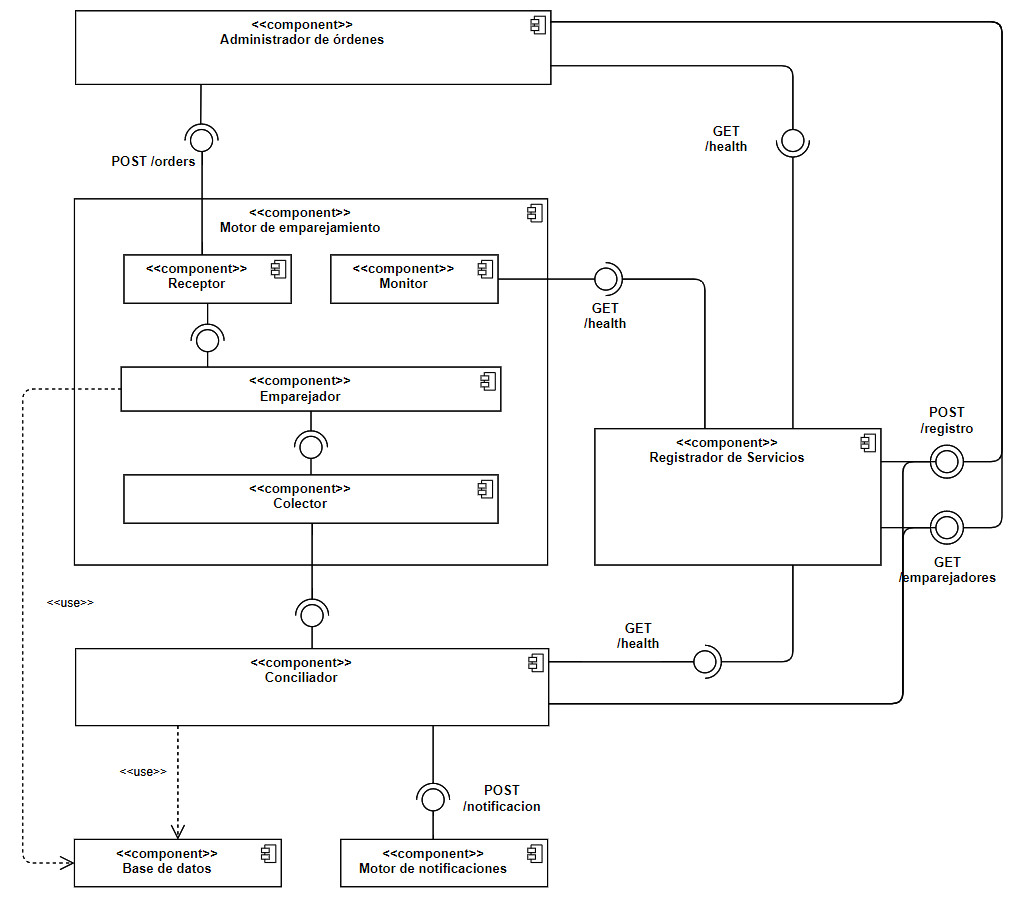 <<component>>
Administrador de órdenes
GET
/health
POST /orders
<<component>>
Motor de emparejamiento
<<component>>
Receptor
<<component>>
Monitor
GET
/health
<<component>>
Emparejador
POST
/registro
<<component>>
Registrador de Servicios
<<component>>
Colector
GET
/emparejadores
<<use>>
GET
/health
<<component>>
Conciliador
<<use>>
POST
/notificacion
<<component>>
Base de datos
<<component>>
Motor de notificaciones